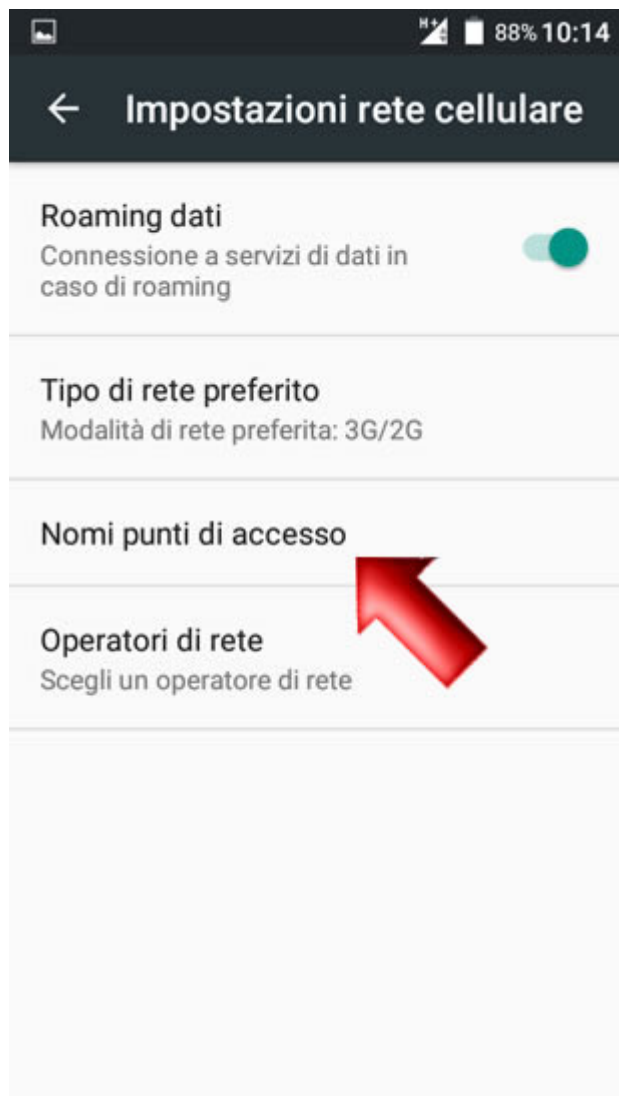 H+ 88% 10:14
Impostazioni rete cellulare
Roaming dati
Connessione a servizi di dati in
caso di roaming
Tipo di rete preferito
Modalità di rete preferita: 3G/2G
Nomi punti di accesso
Operatori di rete
Scegli un operatore di rete